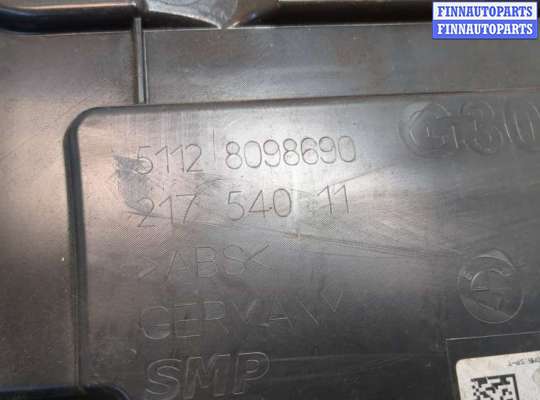 FINNAUTOPARTS
FINNAUTOPARTS
5112 8098690
G30
217 540 11
>ABS<
GERMANY
SMP